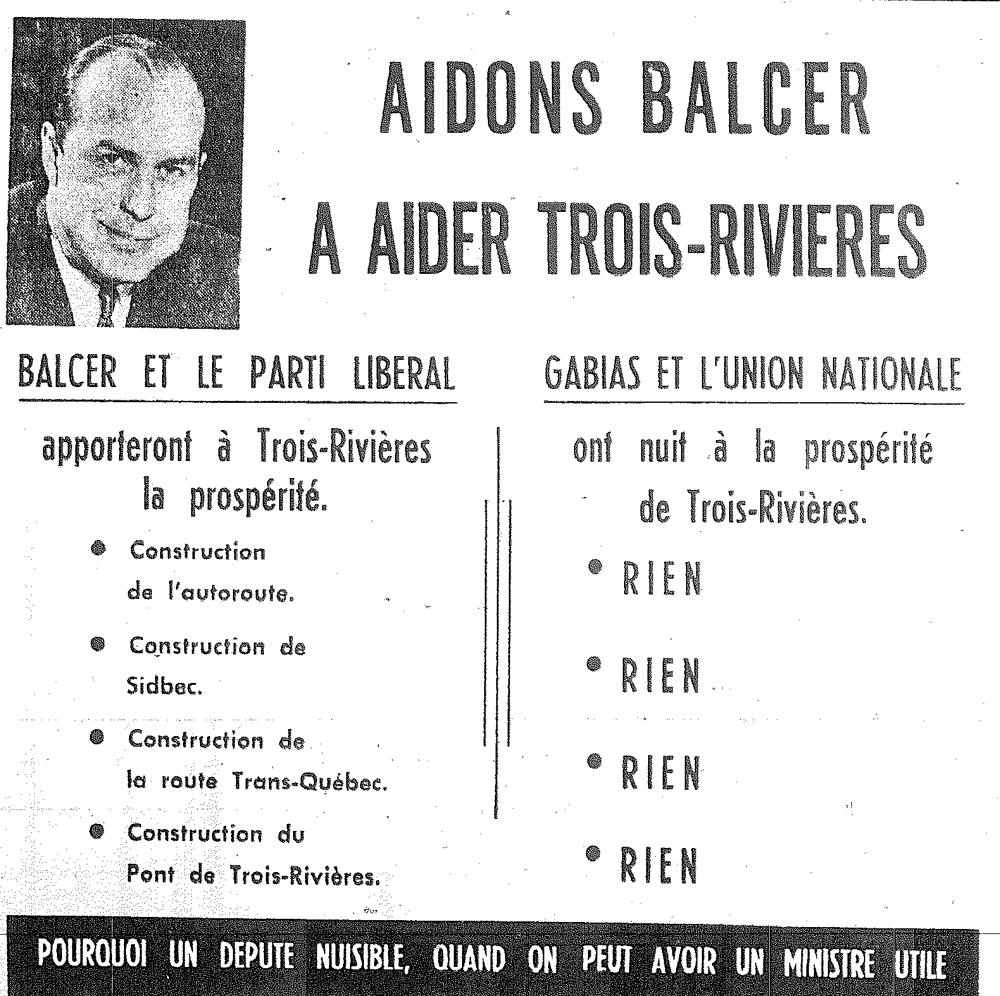 AIDONS BALCER
A AIDER TROIS-RIVIERES
BALCER ET LE PARTI LIBERAL
apporteront à Trois-Rivières
la prospérité.
• Construction
de l'autoroute.
• Construction de
Sidbec.
• Construction de
la route Trans-Québec.
• Construction du
Pont de Trois-Rivières.
GABIAS ET L'UNION NATIONALE
ont nuit à la prospérité
de Trois-Rivières.
• RIEN
• RIEN
• RIEN
• RIEN
POURQUOI UN DEPUTE NUISIBLE, QUAND ON PEUT AVOIR UN MINISTRE UTILE